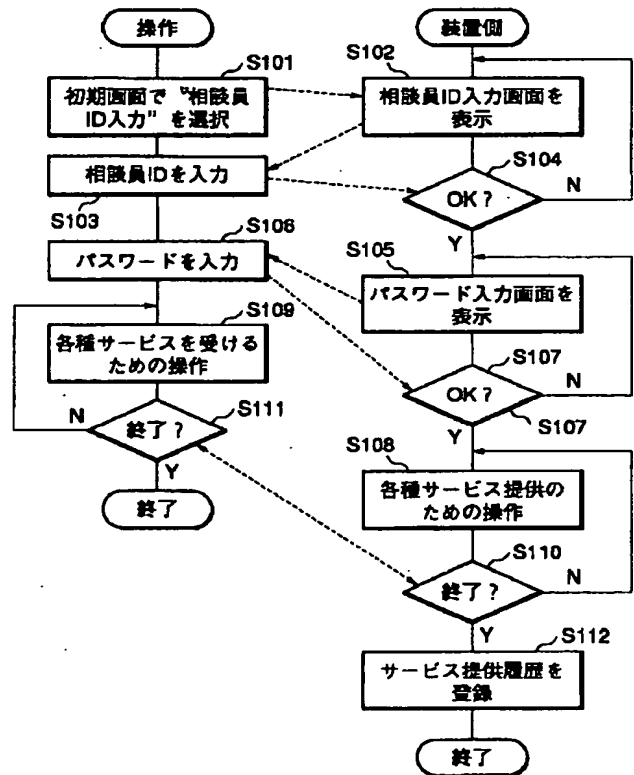 操作
S101
初期画面で“相談員
ID入力”を選択
相談員IDを入力
S103
S106
パスワードを入力
S109
各種サービスを受ける
ための操作
S111
N
終了?
Y
終了
装置側
S102
相談員ID入力画面を
表示
S104
OK?
N
Y
S105
パスワード入力画面を
表示
S107
OK?
N
S107
Y
S108
各種サービス提供の
ための操作
S110
終了?
N
Y
S112
サービス提供履歴を
登録
終了